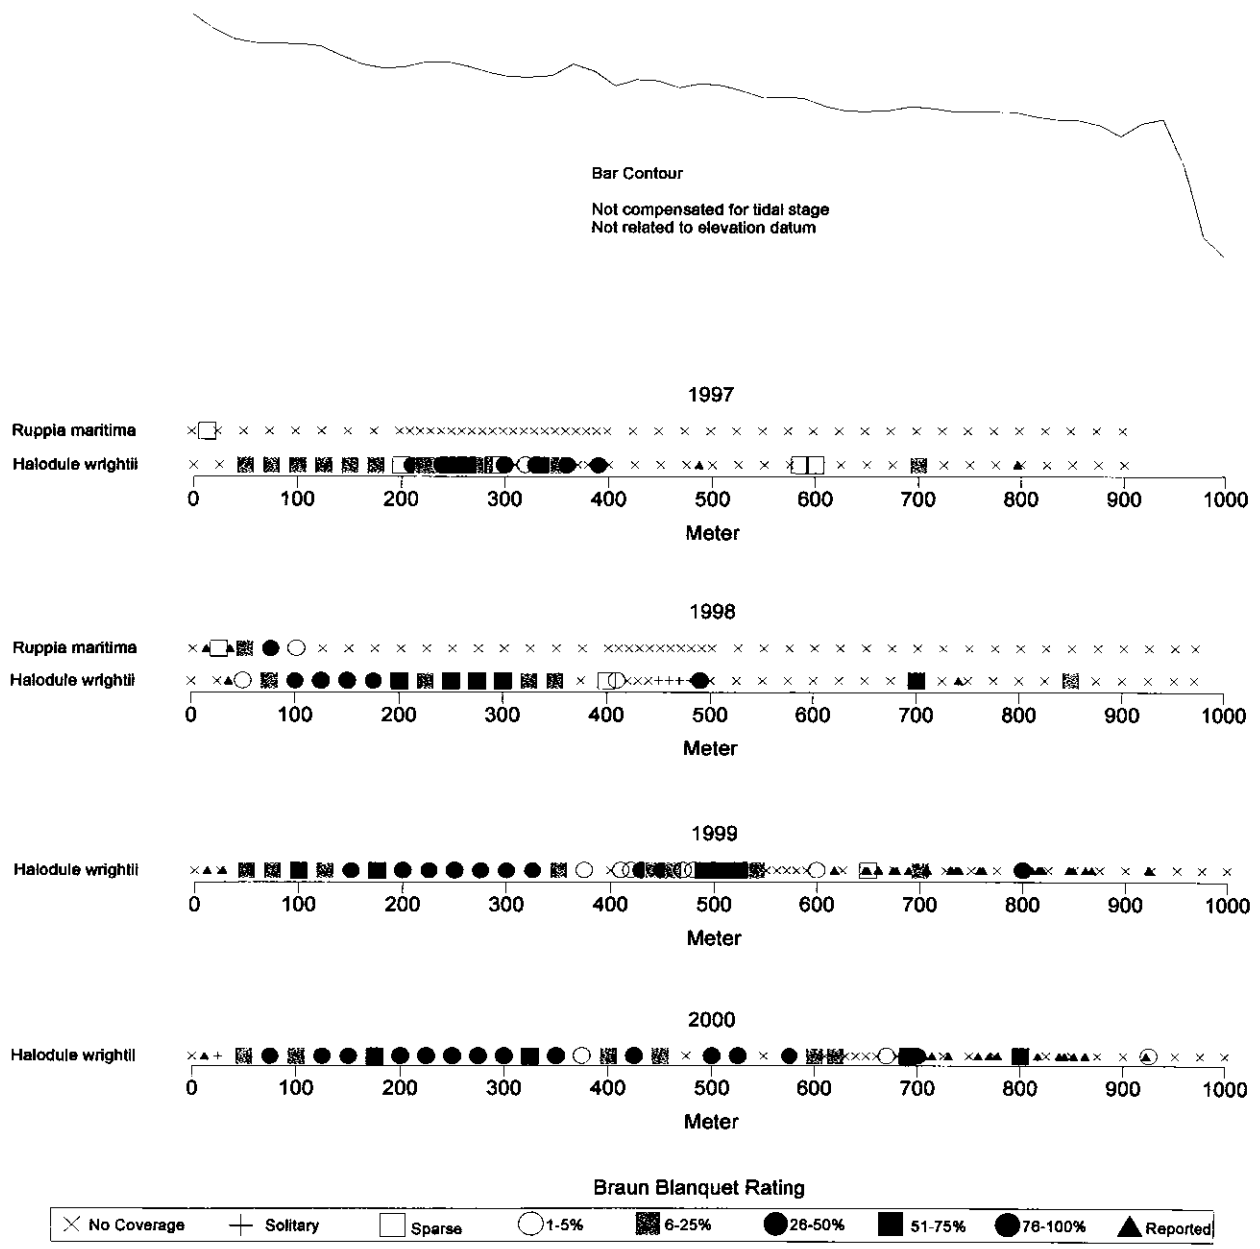 Bar Contour
Not compensated for tidal stage
Not related to elevation datum
1997
Ruppia maritima
Halodule wrightii
0 100 200 300 400 500 600 700 800 900 1000
Meter
1998
Ruppia maritima
Halodule wrightii
0 100 200 300 400 500 600 700 800 900 1000
Meter
1999
Halodule wrightii
0 100 200 300 400 500 600 700 800 900 1000
Meter
2000
Halodule wrightii
0 100 200 300 400 500 600 700 800 900 1000
Meter
Braun Blanquet Rating
No Coverage Solitary Sparse 1-5% 6-25% 26-50% 51-75% 76-100% Reported